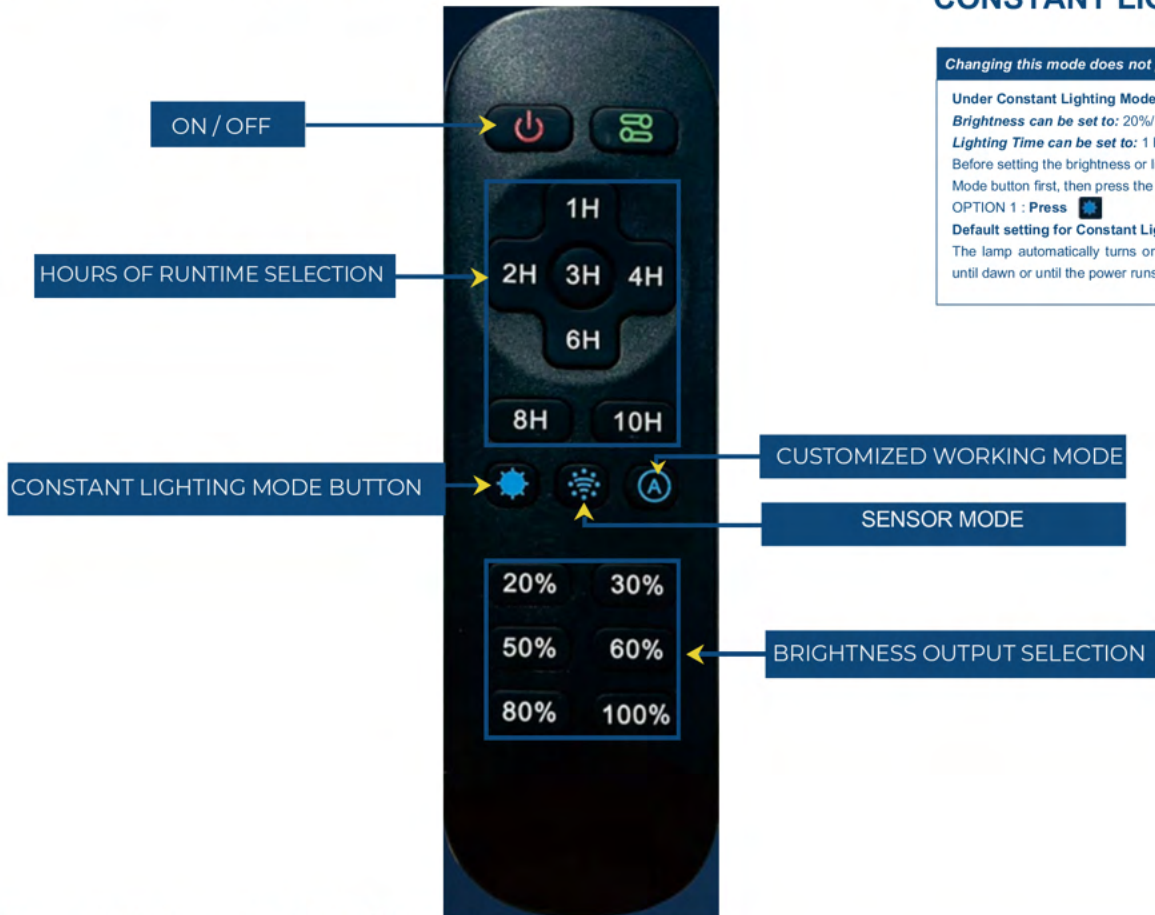 CONSTANT
Changing this mode does not
Under Constant Lighting Mode
Brightness can be set to: 20%/
Lighting Time can be set to: 1
Before setting the brightness or
Mode button first, then press the
OPTION 1 : Press
Default setting for Constant
The lamp automatically turns
until dawn or until the power runs
ON / OFF
1H
HOURS OF RUNTIME SELECTION
2H 3H 4H
6H
8H 10H
CUSTOMIZED WORKING MODE
CONSTANT LIGHTING MODE BUTTON
A
SENSOR MODE
20% 30%
50% 60%
BRIGHTNESS OUTPUT SELECTION
80% 100%